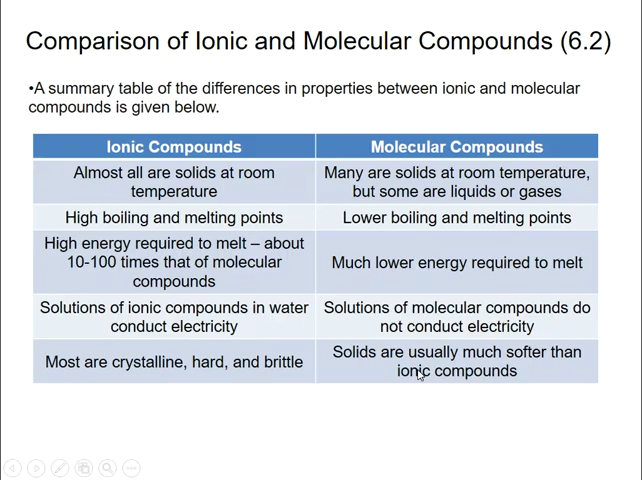 Comparison of Ionic and Molecular Compounds (6.2)
•A summary table of the differences in properties between ionic and molecular
compounds is given below.
Ionic Compounds
Molecular Compounds
Almost all are solids at room
temperature
Many are solids at room temperature,
but some are liquids or gases
High boiling and melting points
Lower boiling and melting points
High energy required to melt – about
10-100 times that of molecular
compounds
Much lower energy required to melt
Solutions of ionic compounds in water
conduct electricity
Solutions of molecular compounds do
not conduct electricity
Most are crystalline, hard, and brittle
Solids are usually much softer than
ionic compounds